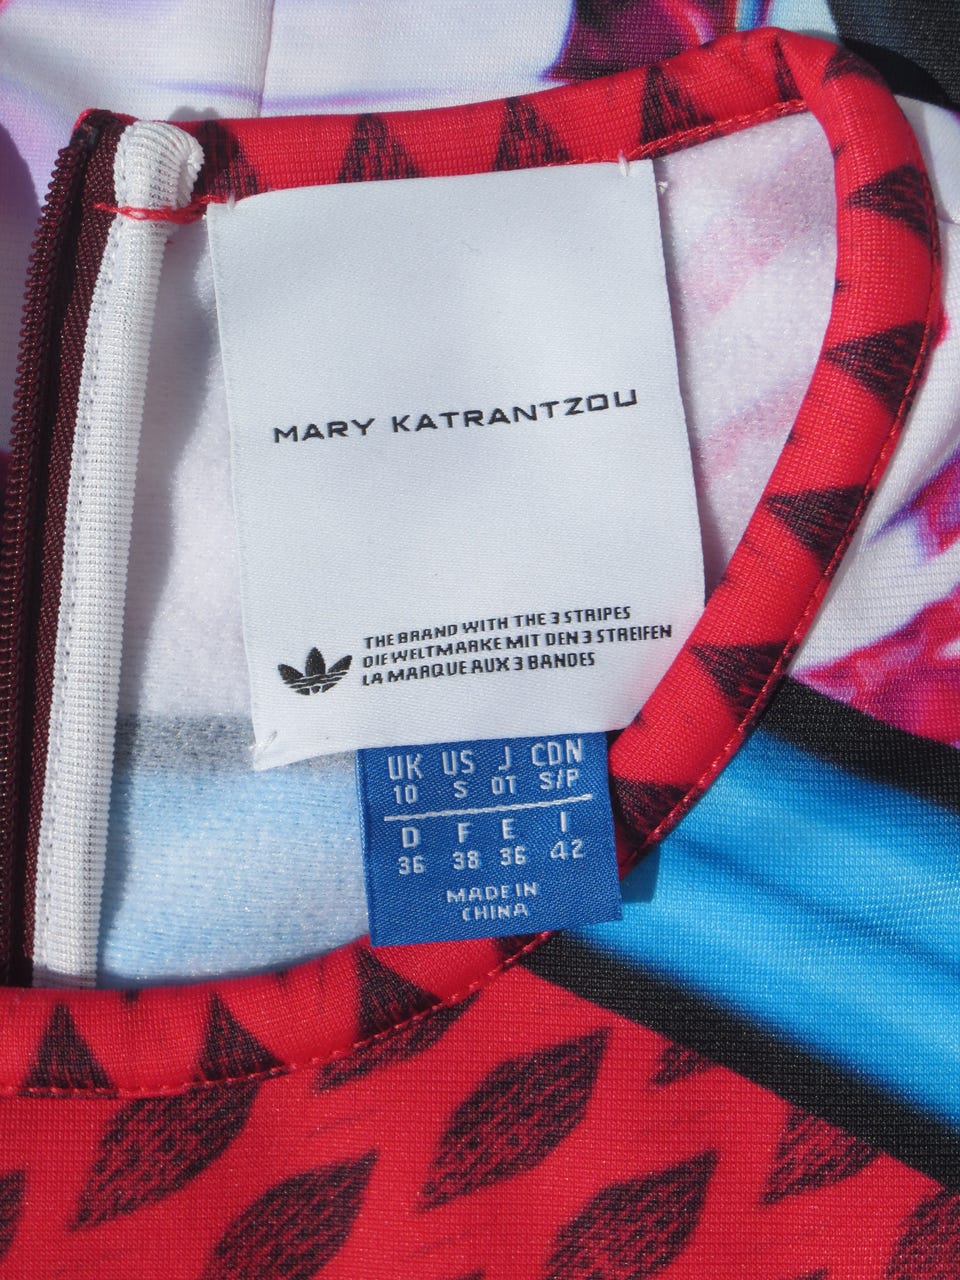 MARY KATRANTZOU
THE BRAND WITH THE 3 STRIPES
DIE WELTMARKE MIT DEN 3 STREIFEN
LA MARQUE AUX 3 BANDES
UK US J CDN
10 S OT S/P
D F E I
36 38 36 42
MADE IN
CHINA